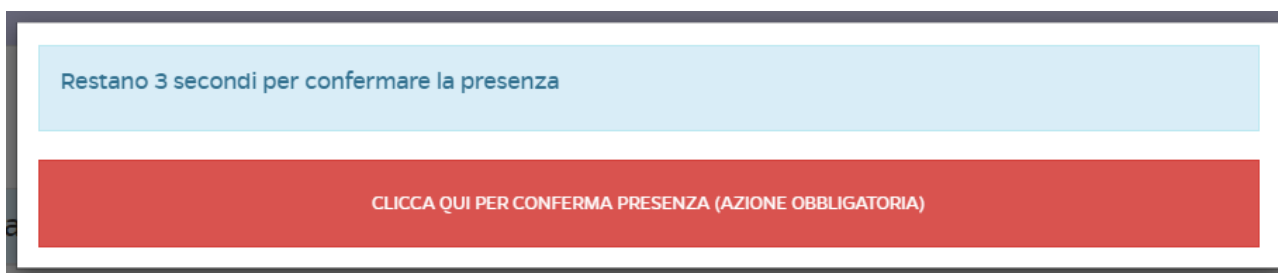 Restano 3 secondi per confermare la presenza
CLICCA QUI PER CONFERMA PRESENZA (AZIONE OBBLIGATORIA)